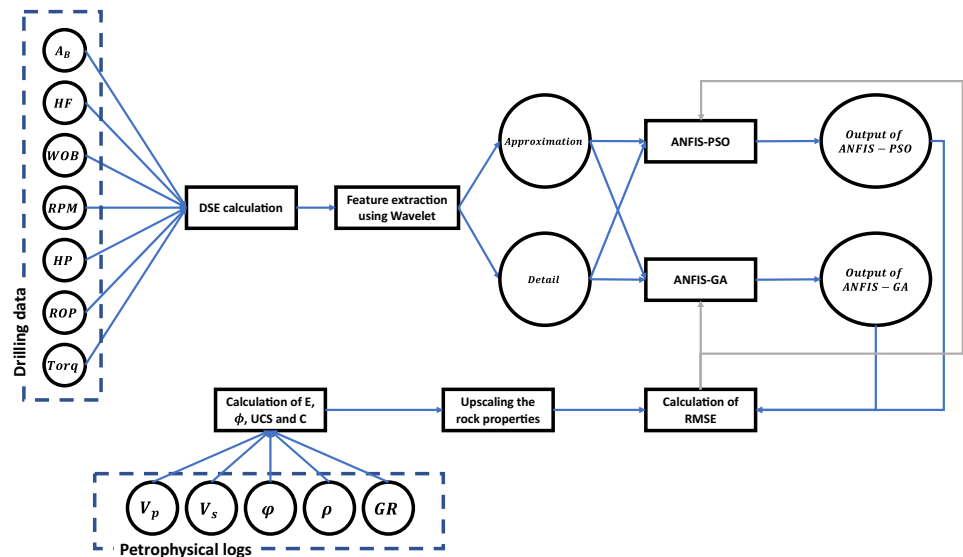 Drilling data
A_B
HF
WOB
RPM
HP
ROP
Torq
DSE calculation
Feature extraction
using Wavelet
Approximation
Detail
ANFIS-PSO
ANFIS-GA
Output of
ANFIS − PSO
Output of
ANFIS − GA
Calculation of E,
ϕ, UCS and C
Upscaling the
rock properties
Calculation of
RMSE
V_p
V_s
φ
ρ
GR
Petrophysical logs